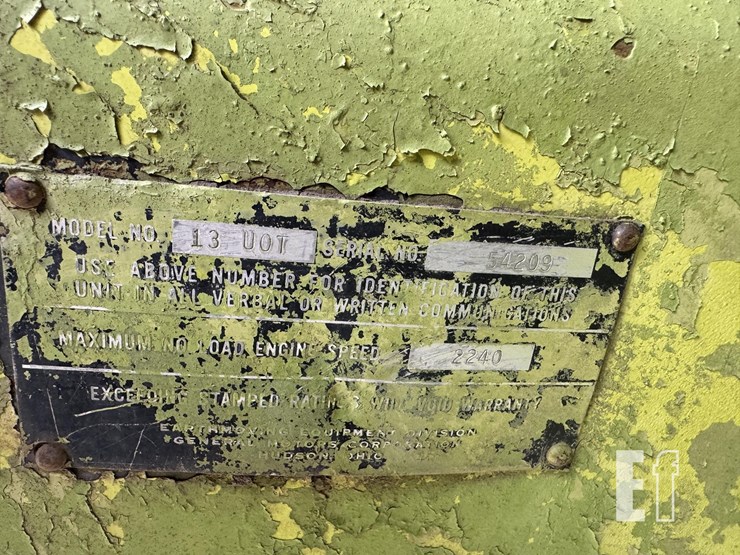 MODEL NO. 13 UOT SERIAL NO. 54209
USE ABOVE NUMBER FOR IDENTIFICATION OF THIS
UNIT IN ALL VERBAL OR WRITTEN COMMUNICATIONS
MAXIMUM NO LOAD ENGINE SPEED 2240
EXCEEDING STAMPED RATINGS WILL VOID WARRANTY
EARTHMOVING EQUIPMENT DIVISION
GENERAL MOTORS CORPORATION
HUDSON, OHIO
Ef